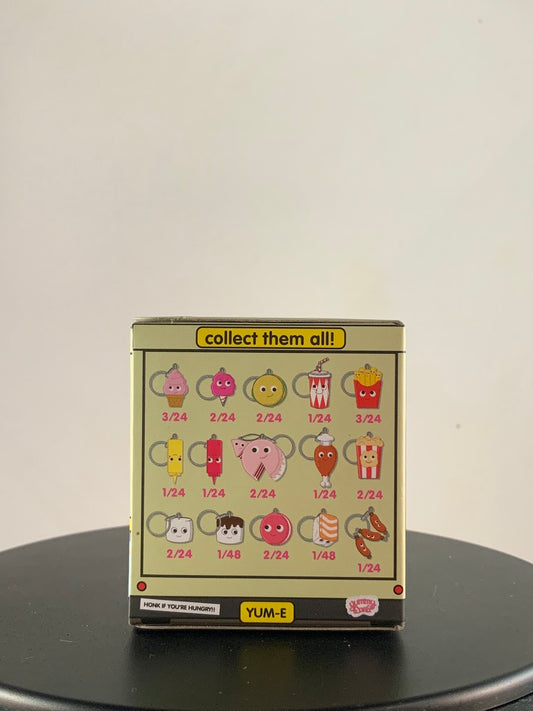 collect them all!
3/24 2/24 2/24 1/24 3/24
1/24 1/24 2/24 1/24 2/24
2/24 1/48 2/24 1/48 1/24
HONK IF YOU'RE HUNGRY!!
YUM-E